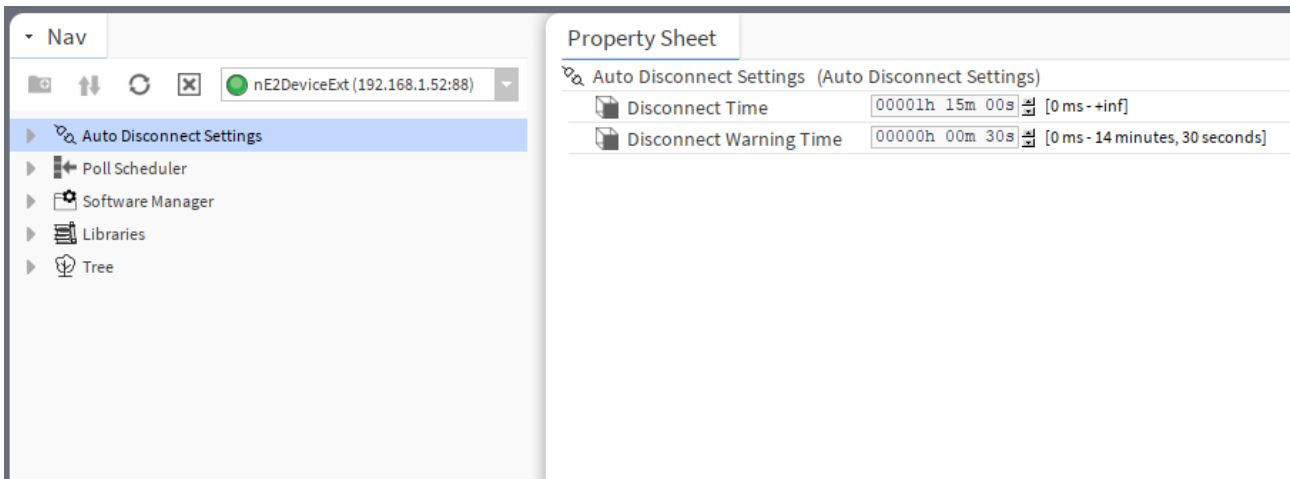 Nav
nE2DeviceExt (192.168.1.52:88)
Auto Disconnect Settings
Poll Scheduler
Software Manager
Libraries
Tree
Property Sheet
Auto Disconnect Settings (Auto Disconnect Settings)
Disconnect Time 00001h 15m 00s [0 ms - +inf]
Disconnect Warning Time 00000h 00m 30s [0 ms - 14 minutes, 30 seconds]